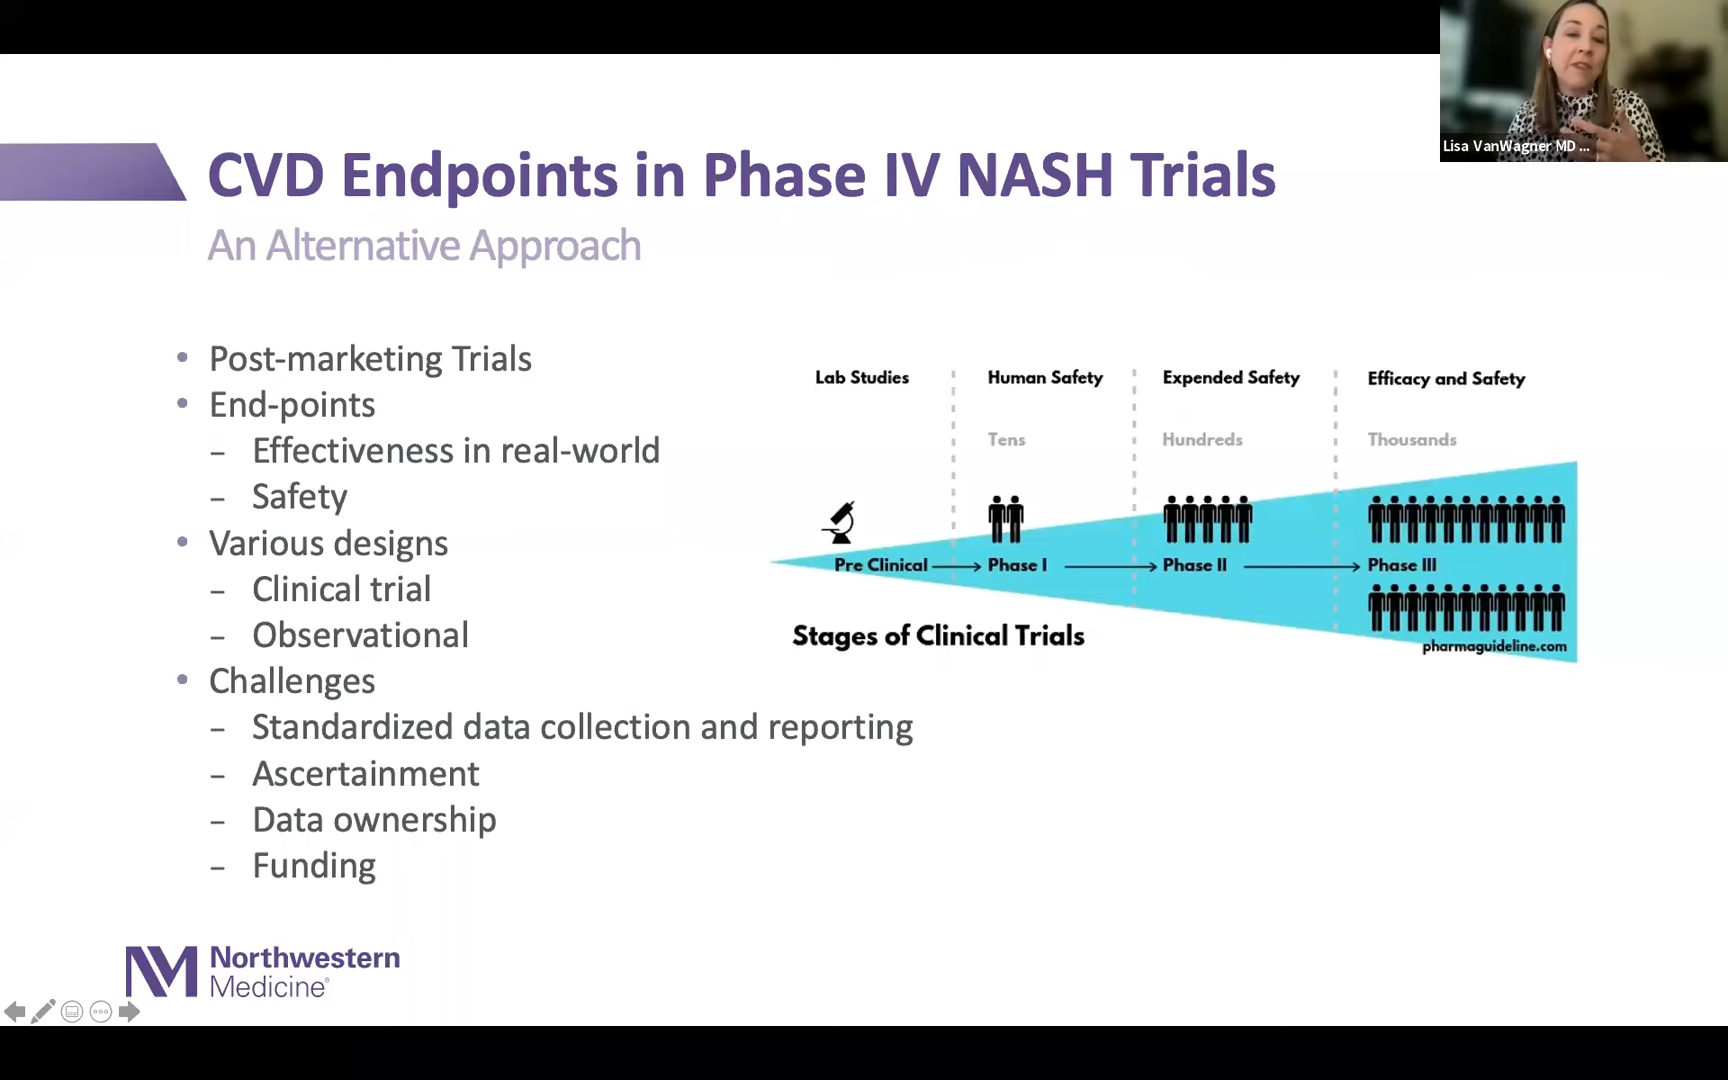 Lisa VanWagner MD ...
CVD Endpoints in Phase IV NASH Trials
An Alternative Approach
• Post-marketing Trials
• End-points
– Effectiveness in real-world
– Safety
• Various designs
– Clinical trial
– Observational
• Challenges
– Standardized data collection and reporting
– Ascertainment
– Data ownership
– Funding
Lab Studies
Human Safety
Expended Safety
Efficacy and Safety
Tens
Hundreds
Thousands
Pre Clinical
Phase I
Phase II
Phase III
Stages of Clinical Trials
pharmaguideline.com
NM
Northwestern
Medicine®